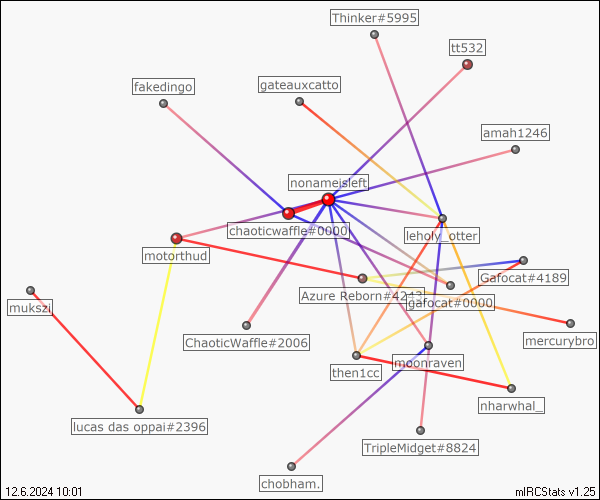 Thinker#5995
tt532
fakedingo
gateauxcatto
amah1246
nonameisleft
chaoticwaffle#0000
leholy_otter
motorthud
Gafocat#4189
Azure Reborn#4243
gafocat#0000
mukszi
ChaoticWaffle#2006
mercurybro
then1cc
moonraven
nharwhal_
lucas das oppai#2396
TripleMidget#8824
chobham.
12.6.2024 10:01
mIRCStats v1.25